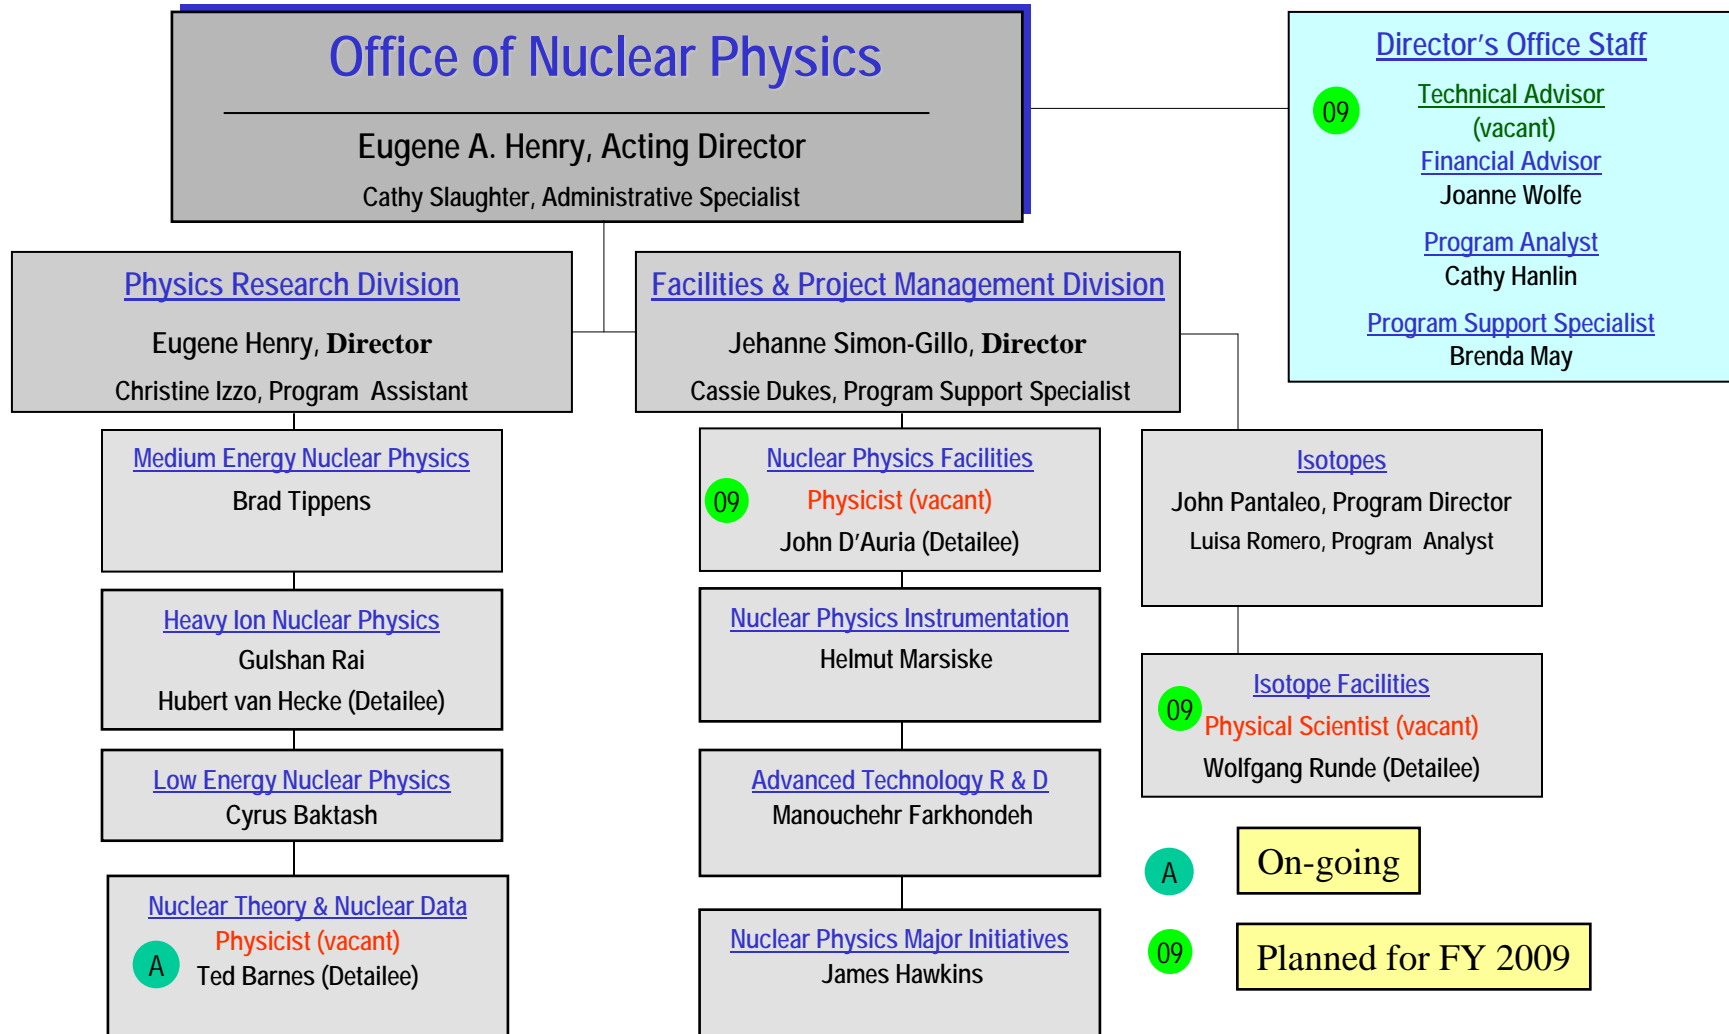 Office of Nuclear Physics
Eugene A. Henry, Acting Director
Cathy Slaughter, Administrative Specialist
Director's Office Staff
09
Technical Advisor
(vacant)
Financial Advisor
Joanne Wolfe
Program Analyst
Cathy Hanlin
Program Support Specialist
Brenda May
Physics Research Division
Eugene Henry, Director
Christine Izzo, Program Assistant
Facilities & Project Management Division
Jehanne Simon-Gillo, Director
Cassie Dukes, Program Support Specialist
Medium Energy Nuclear Physics
Brad Tippens
Heavy Ion Nuclear Physics
Gulshan Rai
Hubert van Hecke (Detailee)
Low Energy Nuclear Physics
Cyrus Baktash
Nuclear Theory & Nuclear Data
Physicist (vacant)
A
Ted Barnes (Detailee)
Nuclear Physics Facilities
09
Physicist (vacant)
John D'Auria (Detailee)
Nuclear Physics Instrumentation
Helmut Marsiske
Advanced Technology R & D
Manouchehr Farkhondeh
Nuclear Physics Major Initiatives
James Hawkins
Isotopes
John Pantaleo, Program Director
Luisa Romero, Program Analyst
Isotope Facilities
09
Physical Scientist (vacant)
Wolfgang Runde (Detailee)
A
On-going
09
Planned for FY 2009